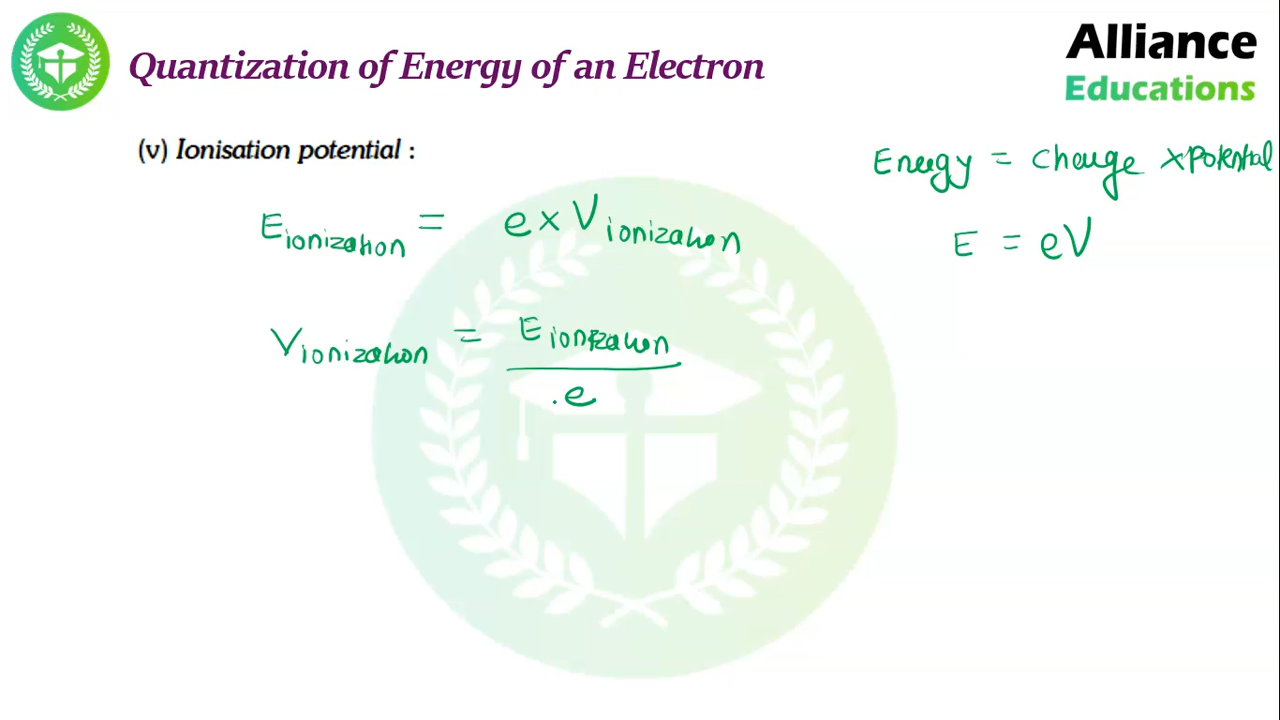 Quantization of Energy of an Electron
Alliance
Educations
(v) Ionisation potential :
Energy = charge × potential
E = eV
Eionization = e × Vionization
Vionization = Eionization
e